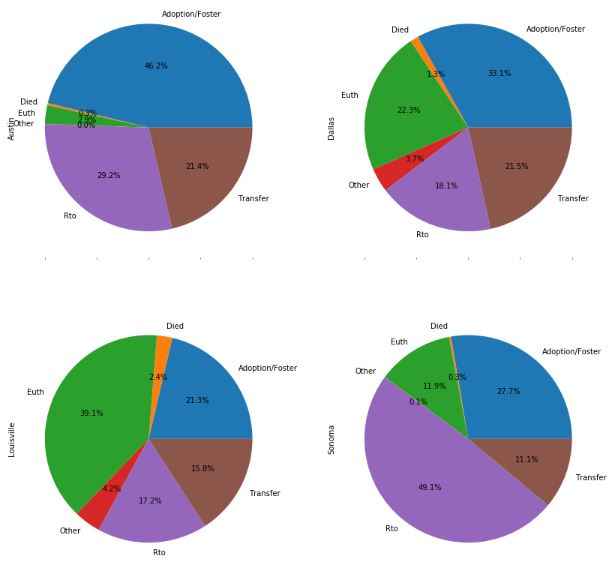 Adoption/Foster
46.2%
Died
0.3%
Euth
Other
0.0%
Austin
29.2%
21.4%
Rto
Transfer
Adoption/Foster
Died
1.3%
33.1%
Euth
22.3%
Dallas
3.7%
Other
18.1%
21.5%
Rto
Transfer
Died
2.4%
Adoption/Foster
Euth
21.3%
39.1%
Louisville
15.8%
4.2%
17.2%
Transfer
Other
Rto
Died
Euth
Adoption/Foster
Other
0.3%
11.9%
27.7%
0.1%
Sonoma
11.1%
49.1%
Transfer
Rto